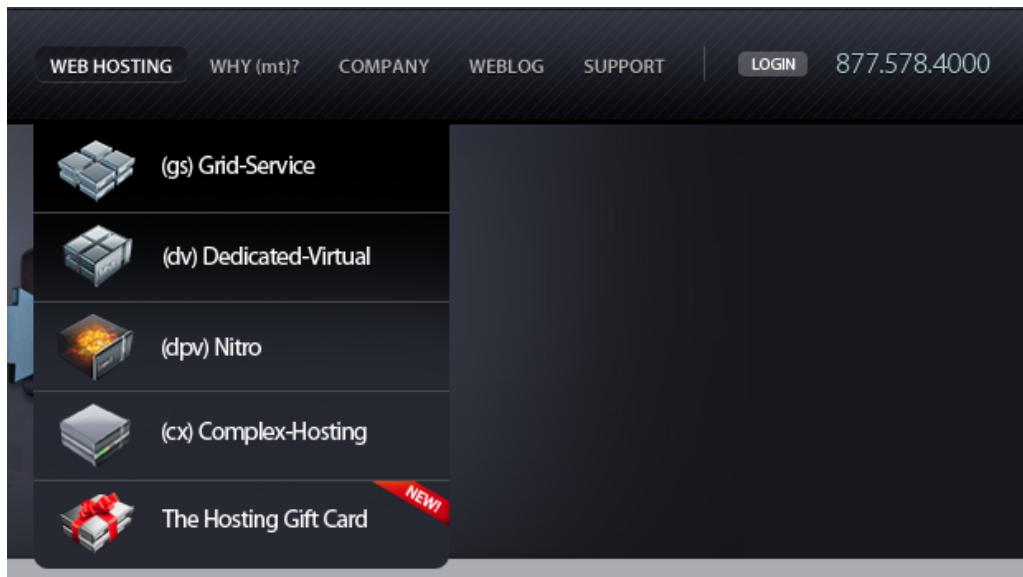 WEB HOSTING WHY (mt)? COMPANY WEBLOG SUPPORT LOGIN 877.578.4000
(gs) Grid-Service
(dv) Dedicated-Virtual
(dpv) Nitro
(cx) Complex-Hosting
NEW!
The Hosting Gift Card